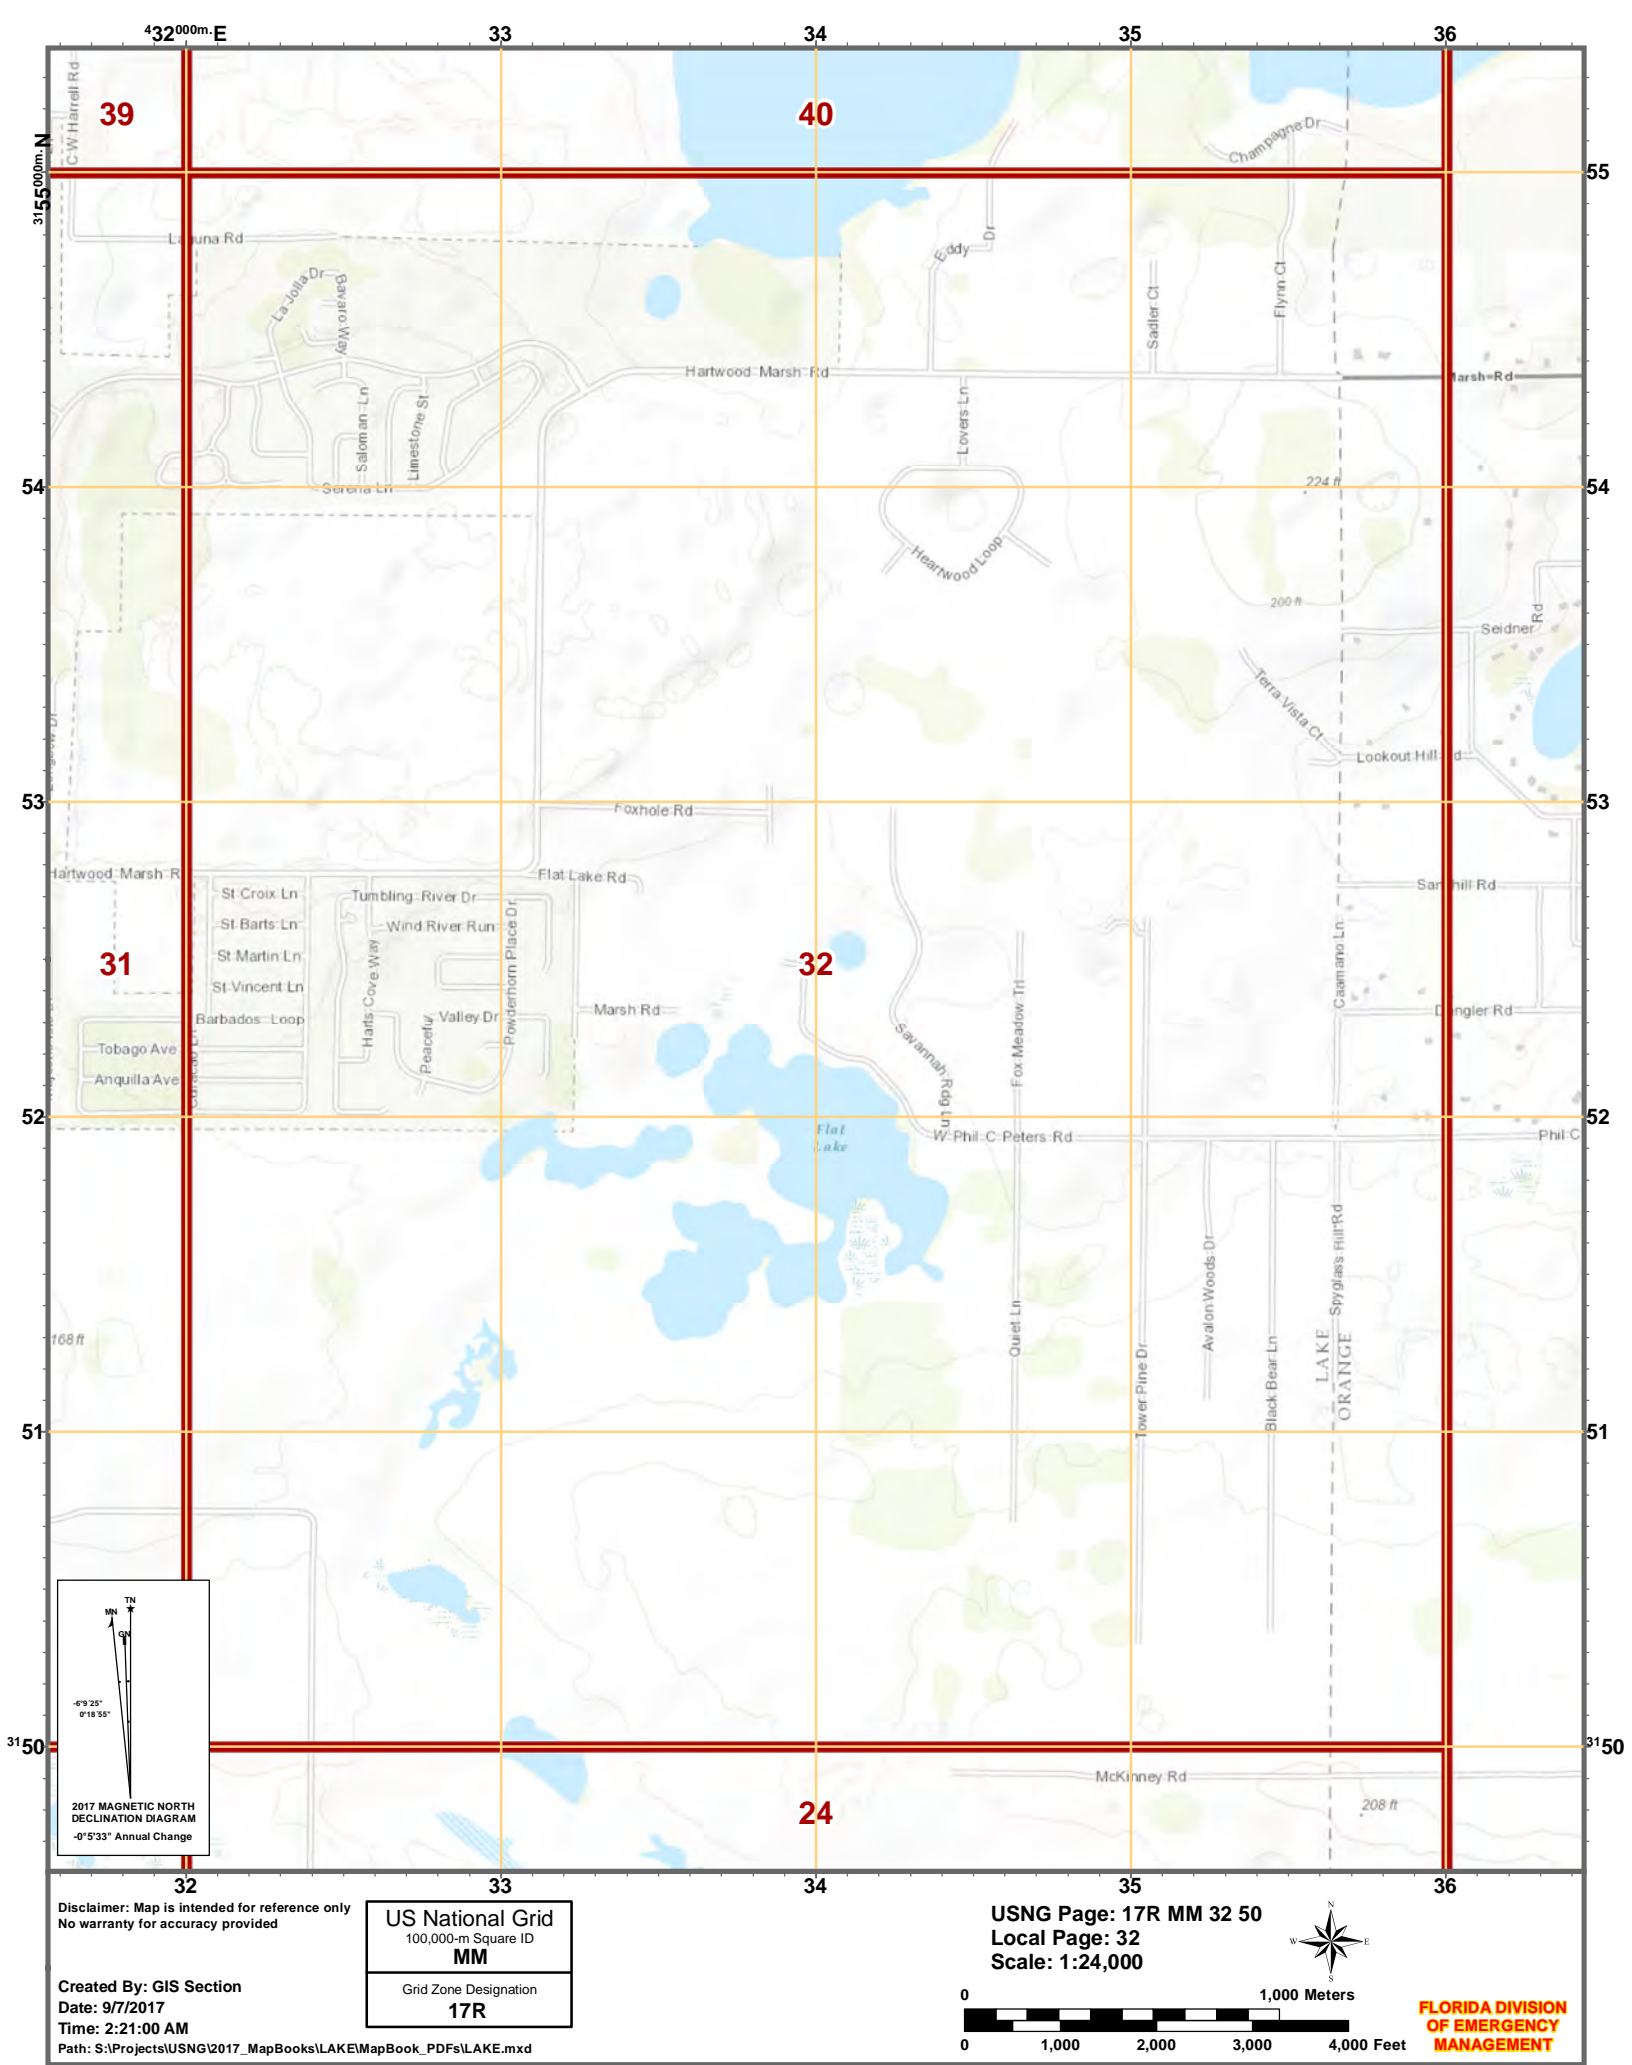 432000m.E 33 34 35 36
C W Harrell Rd
39 40
Champagne Dr
3155000m.N
55
Laguna Rd
Eddy Dr
La Jolla Dr
Bavaro Way
Sadler Ct
Flynn Ct
Hartwood Marsh Rd
Marsh Rd
Saloman Ln
Limestone St
Lovers Ln
54 Serena Ln 224 ft 54
Heartwood Loop
200 ft
Seidner Rd
Terra Vista Ct
Lookout Hill Rd
53 53
Foxhole Rd
Hartwood Marsh R
Flat Lake Rd
Sandhill Rd
St Croix Ln
Tumbling River Dr
St Barts Ln
Wind River Run
Powderhorn Place Dr
St Martin Ln
Harts Cove Way
31 32
Caamano Ln
Fox Meadow Trl
St Vincent Ln
Marsh Rd
Dangler Rd
Barbados Loop
Peaceful Valley Dr
Savannah Rdg Ln
Tobago Ave
Anquilla Ave
Curacao Ln
52 52
Flat
Lake
W Phil C Peters Rd
Phil C
Spyglass Hill Rd
Avalon Woods Dr
Quiet Ln
168 ft
Tower Pine Dr
Black Bear Ln
LAKE
ORANGE
51 51
TN
MN
GN
-6°9'25"
0°18'55"
3150 3150
McKinney Rd
2017 MAGNETIC NORTH
DECLINATION DIAGRAM
-0°5'33" Annual Change
24
208 ft
32 33 34 35 36
Disclaimer: Map is intended for reference only
No warranty for accuracy provided
Created By: GIS Section
Date: 9/7/2017
Time: 2:21:00 AM
Path: S:\Projects\USNG\2017_MapBooks\LAKE\MapBook_PDFs\LAKE.mxd
US National Grid
100,000-m Square ID
MM
Grid Zone Designation
17R
USNG Page: 17R MM 32 50
Local Page: 32
Scale: 1:24,000
N
W E
S
0 1,000 Meters
0 1,000 2,000 3,000 4,000 Feet
FLORIDA DIVISION
OF EMERGENCY
MANAGEMENT